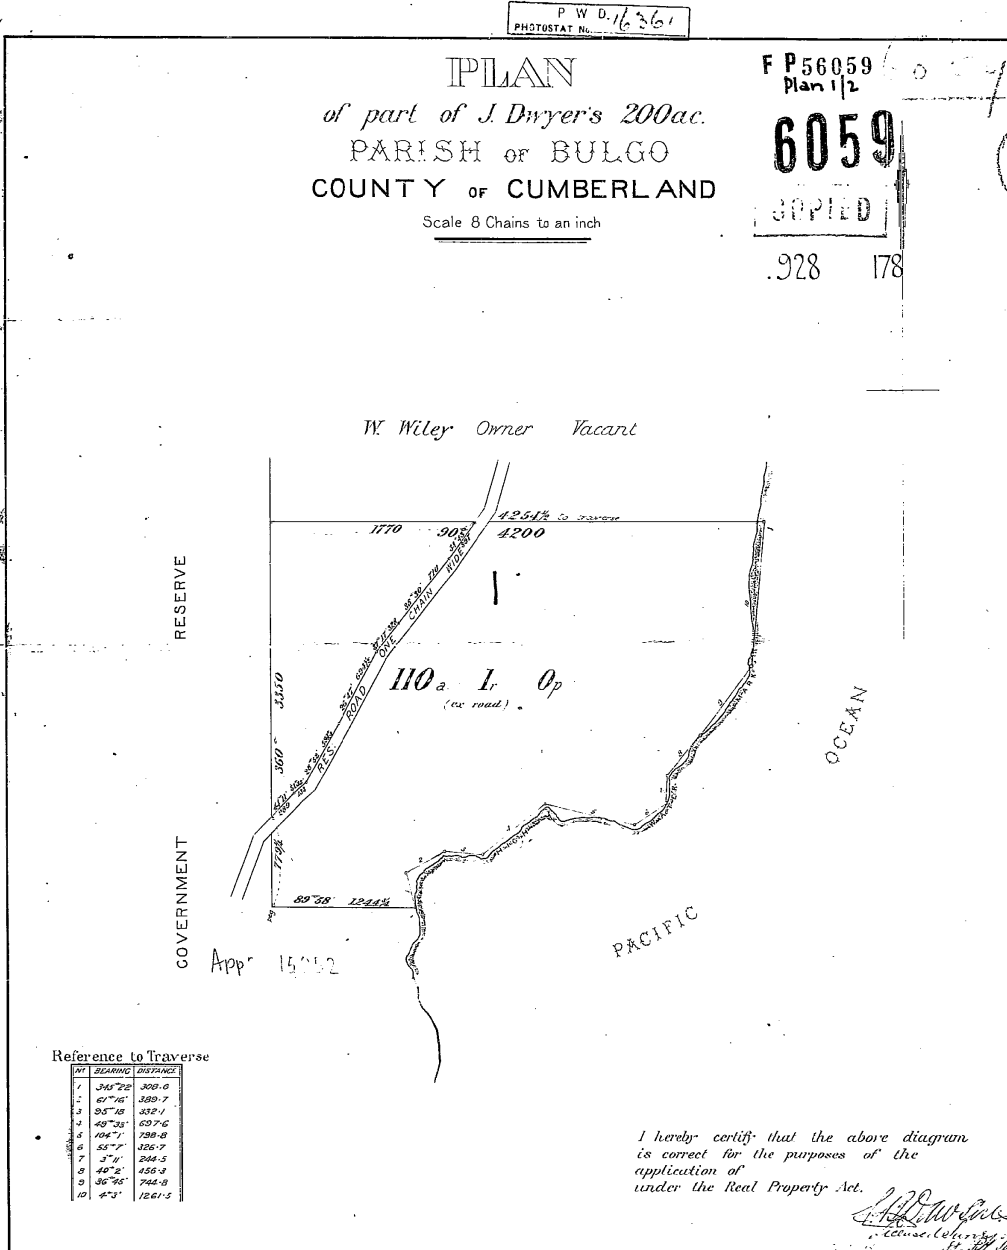 P W D. 16361
PHOTOSTAT No.
PLAN
of part of J. Dwyer's 200ac.
PARISH OF BULGO
COUNTY OF CUMBERLAND
Scale 8 Chains to an inch
F P 56059
Plan 1/2
6059
COPIED
.928 178
W. Wiley Owner Vacant
4254½ to traverse
1770 90° 4200
1
RESERVE
ROAD ONE CHAIN WIDE
RES.
110a 1r 0p
(ex road)
3350
360°
779½
89°58' 1244¼
GOVERNMENT
OCEAN
PACIFIC
Appn
Reference to Traverse
No BEARING DISTANCE
1 345°22' 308.6
2 61°16' 389.7
3 95°18' 332.1
4 49°33' 697.6
5 104°1' 798.8
6 55°7' 326.7
7 3°11' 244.5
8 40°2' 456.3
9 36°45' 744.8
10 4°3' 1261.5
I hereby certify that the above diagram
is correct for the purposes of the
application of
under the Real Property Act.